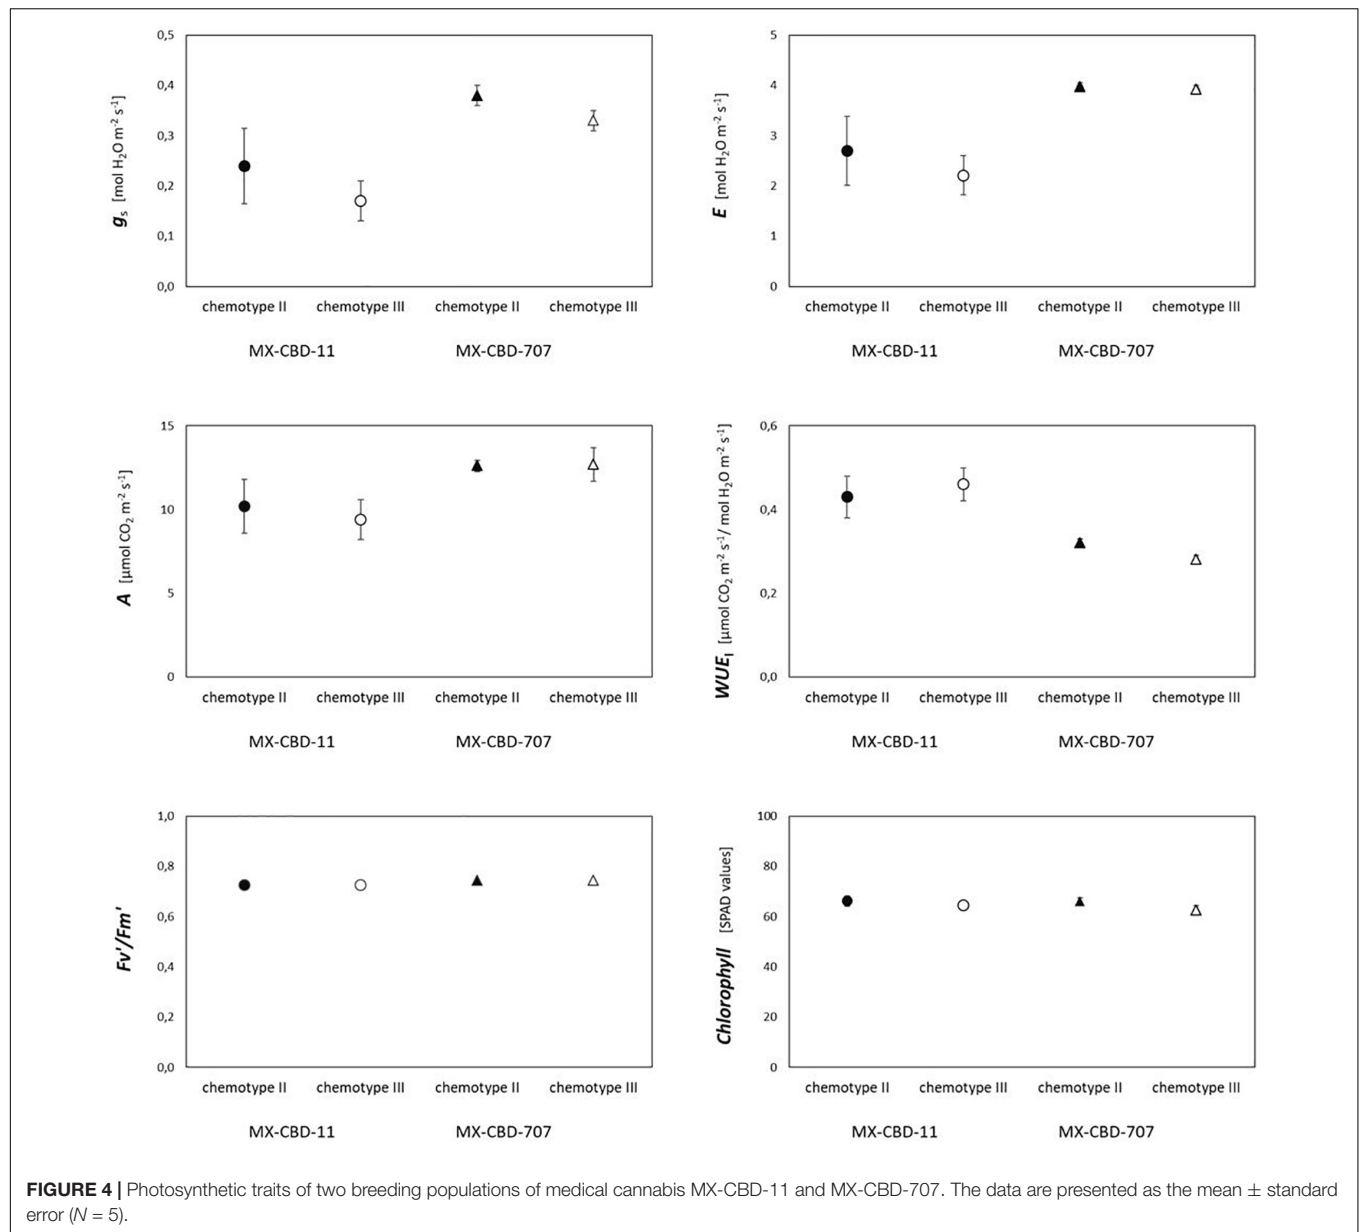 0,5
0,4
0,3
0,2
0,1
0,0
gs [mol H2O m-2 s-1]
chemotype II chemotype III chemotype II chemotype III
MX-CBD-11 MX-CBD-707
5
4
3
2
1
0
E [mol H2O m-2 s-1]
chemotype II chemotype III chemotype II chemotype III
MX-CBD-11 MX-CBD-707
15
10
5
0
A [µmol CO2 m-2 s-1]
chemotype II chemotype III chemotype II chemotype III
MX-CBD-11 MX-CBD-707
0,6
0,4
0,2
0,0
WUEI [µmol CO2 m-2 s-1/ mol H2O m-2 s-1]
chemotype II chemotype III chemotype II chemotype III
MX-CBD-11 MX-CBD-707
1,0
0,8
0,6
0,4
0,2
0,0
Fv'/Fm'
chemotype II chemotype III chemotype II chemotype III
MX-CBD-11 MX-CBD-707
100
80
60
40
20
0
Chlorophyll [SPAD values]
chemotype II chemotype III chemotype II chemotype III
MX-CBD-11 MX-CBD-707
FIGURE 4 | Photosynthetic traits of two breeding populations of medical cannabis MX-CBD-11 and MX-CBD-707. The data are presented as the mean ± standard
error (N = 5).